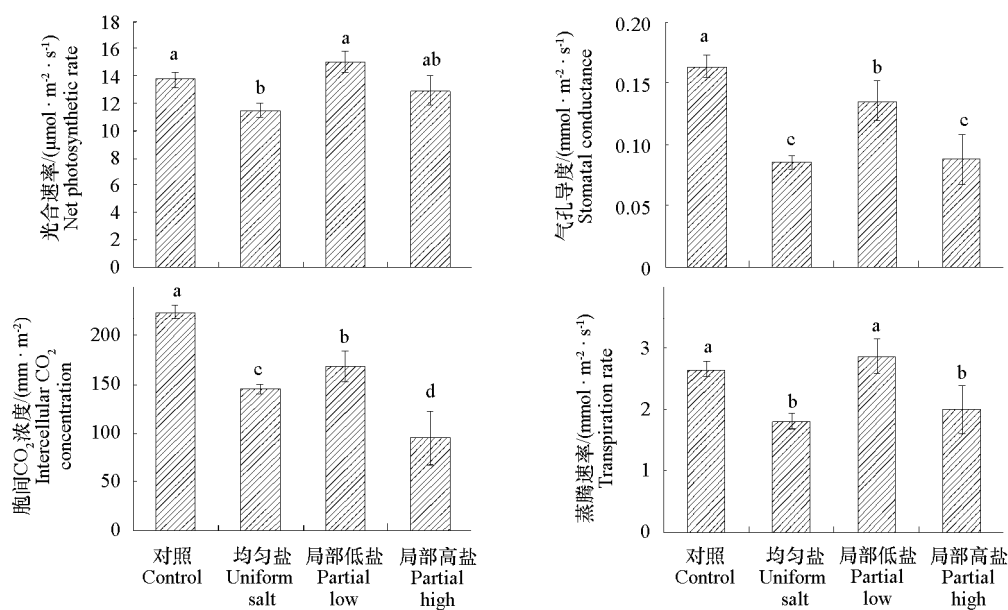 光合速率/(μmol · m⁻² · s⁻¹)
Net photosynthetic rate
18
16
14
12
10
8
6
4
2
0
a
b
a
ab
气孔导度/(mmol · m⁻² · s⁻¹)
Stomatal conductance
0.20
0.15
0.10
0.05
0
a
c
b
c
胞间CO₂浓度/(mm · m⁻²)
Intercellular CO₂
concentration
200
150
100
50
0
a
c
b
d
对照 均匀盐 局部低盐 局部高盐
Control Uniform Partial Partial
salt low high
蒸腾速率/(mmol · m⁻² · s⁻¹)
Transpiration rate
3
2
1
0
a
b
a
b
对照 均匀盐 局部低盐 局部高盐
Control Uniform Partial Partial
salt low high